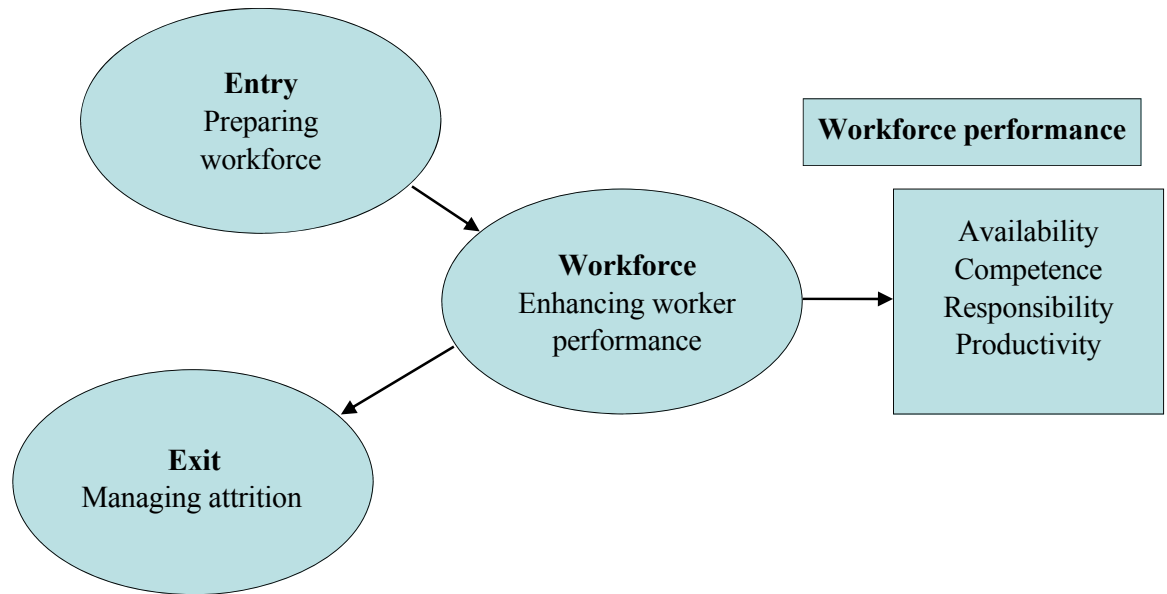 Entry
Preparing
workforce
Workforce performance
Availability
Competence
Responsibility
Productivity
Workforce
Enhancing worker
performance
Exit
Managing attrition